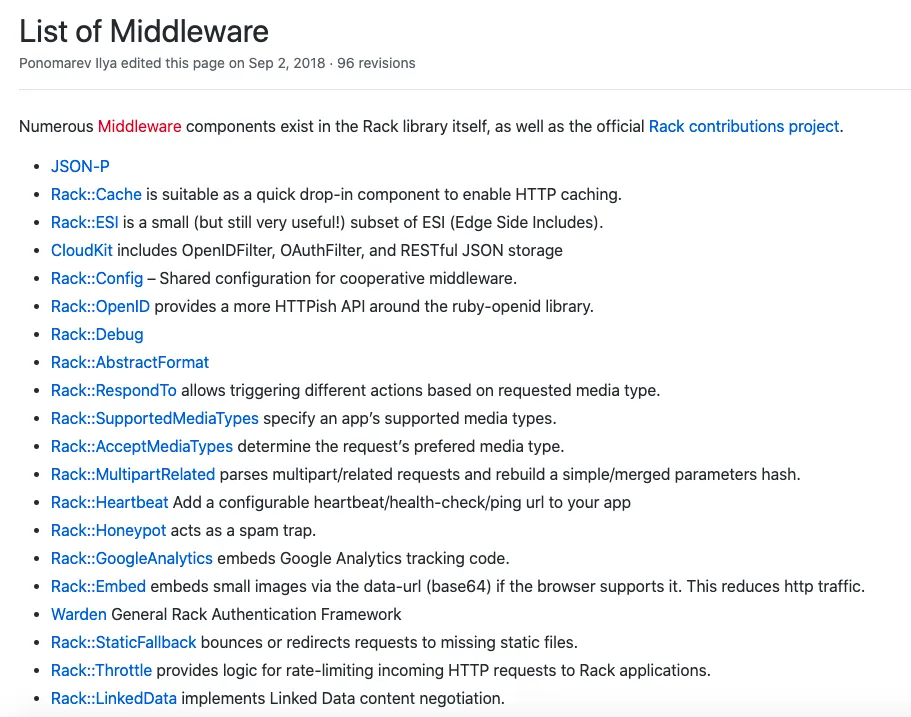 List of Middleware
Ponomarev Ilya edited this page on Sep 2, 2018 · 96 revisions
Numerous Middleware components exist in the Rack library itself, as well as the official Rack contributions project.
• JSON-P
• Rack::Cache is suitable as a quick drop-in component to enable HTTP caching.
• Rack::ESI is a small (but still very useful!) subset of ESI (Edge Side Includes).
• CloudKit includes OpenIDFilter, OAuthFilter, and RESTful JSON storage
• Rack::Config – Shared configuration for cooperative middleware.
• Rack::OpenID provides a more HTTPish API around the ruby-openid library.
• Rack::Debug
• Rack::AbstractFormat
• Rack::RespondTo allows triggering different actions based on requested media type.
• Rack::SupportedMediaTypes specify an app’s supported media types.
• Rack::AcceptMediaTypes determine the request’s prefered media type.
• Rack::MultipartRelated parses multipart/related requests and rebuild a simple/merged parameters hash.
• Rack::Heartbeat Add a configurable heartbeat/health-check/ping url to your app
• Rack::Honeypot acts as a spam trap.
• Rack::GoogleAnalytics embeds Google Analytics tracking code.
• Rack::Embed embeds small images via the data-url (base64) if the browser supports it. This reduces http traffic.
• Warden General Rack Authentication Framework
• Rack::StaticFallback bounces or redirects requests to missing static files.
• Rack::Throttle provides logic for rate-limiting incoming HTTP requests to Rack applications.
• Rack::LinkedData implements Linked Data content negotiation.